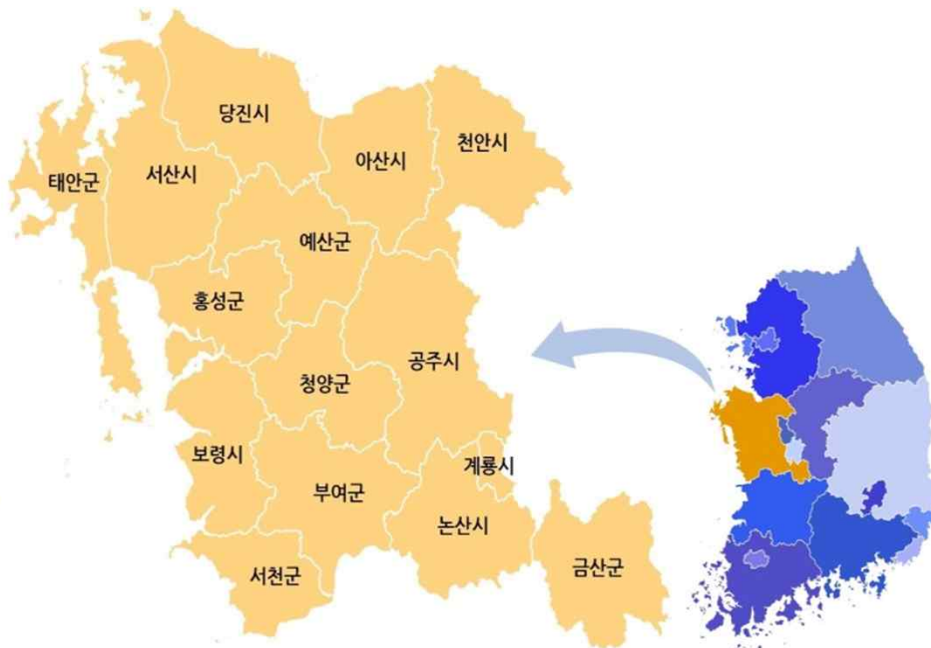 당진시
천안시
아산시
태안군
서산시
예산군
홍성군
공주시
청양군
보령시
계룡시
부여군
논산시
서천군
금산군